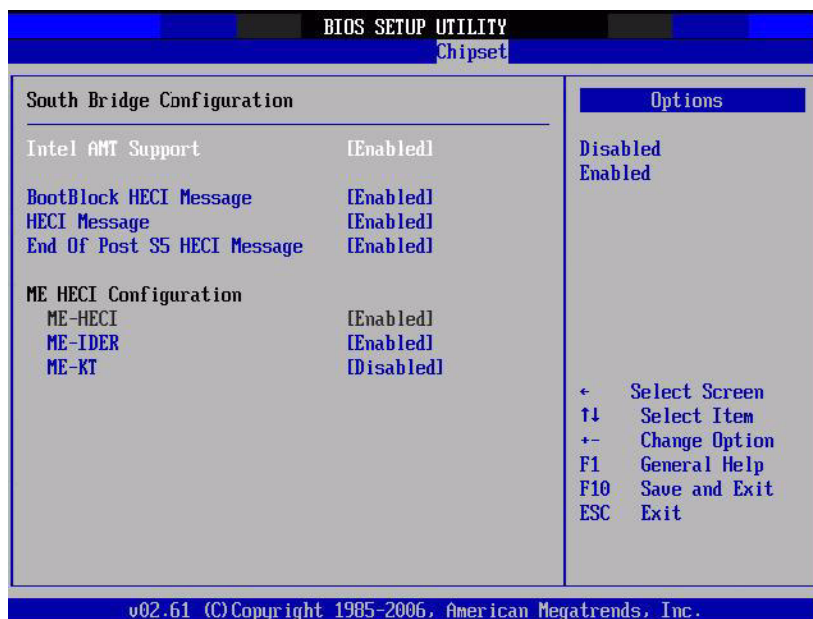 BIOS SETUP UTILITY
Chipset
South Bridge Configuration
Intel AMT Support [Enabled]
BootBlock HECI Message [Enabled]
HECI Message [Enabled]
End Of Post S5 HECI Message [Enabled]
ME HECI Configuration
ME-HECI [Enabled]
ME-IDER [Enabled]
ME-KT [Disabled]
Options
Disabled
Enabled
← Select Screen
↑↓ Select Item
+- Change Option
F1 General Help
F10 Save and Exit
ESC Exit
v02.61 (C)Copyright 1985-2006, American Megatrends, Inc.